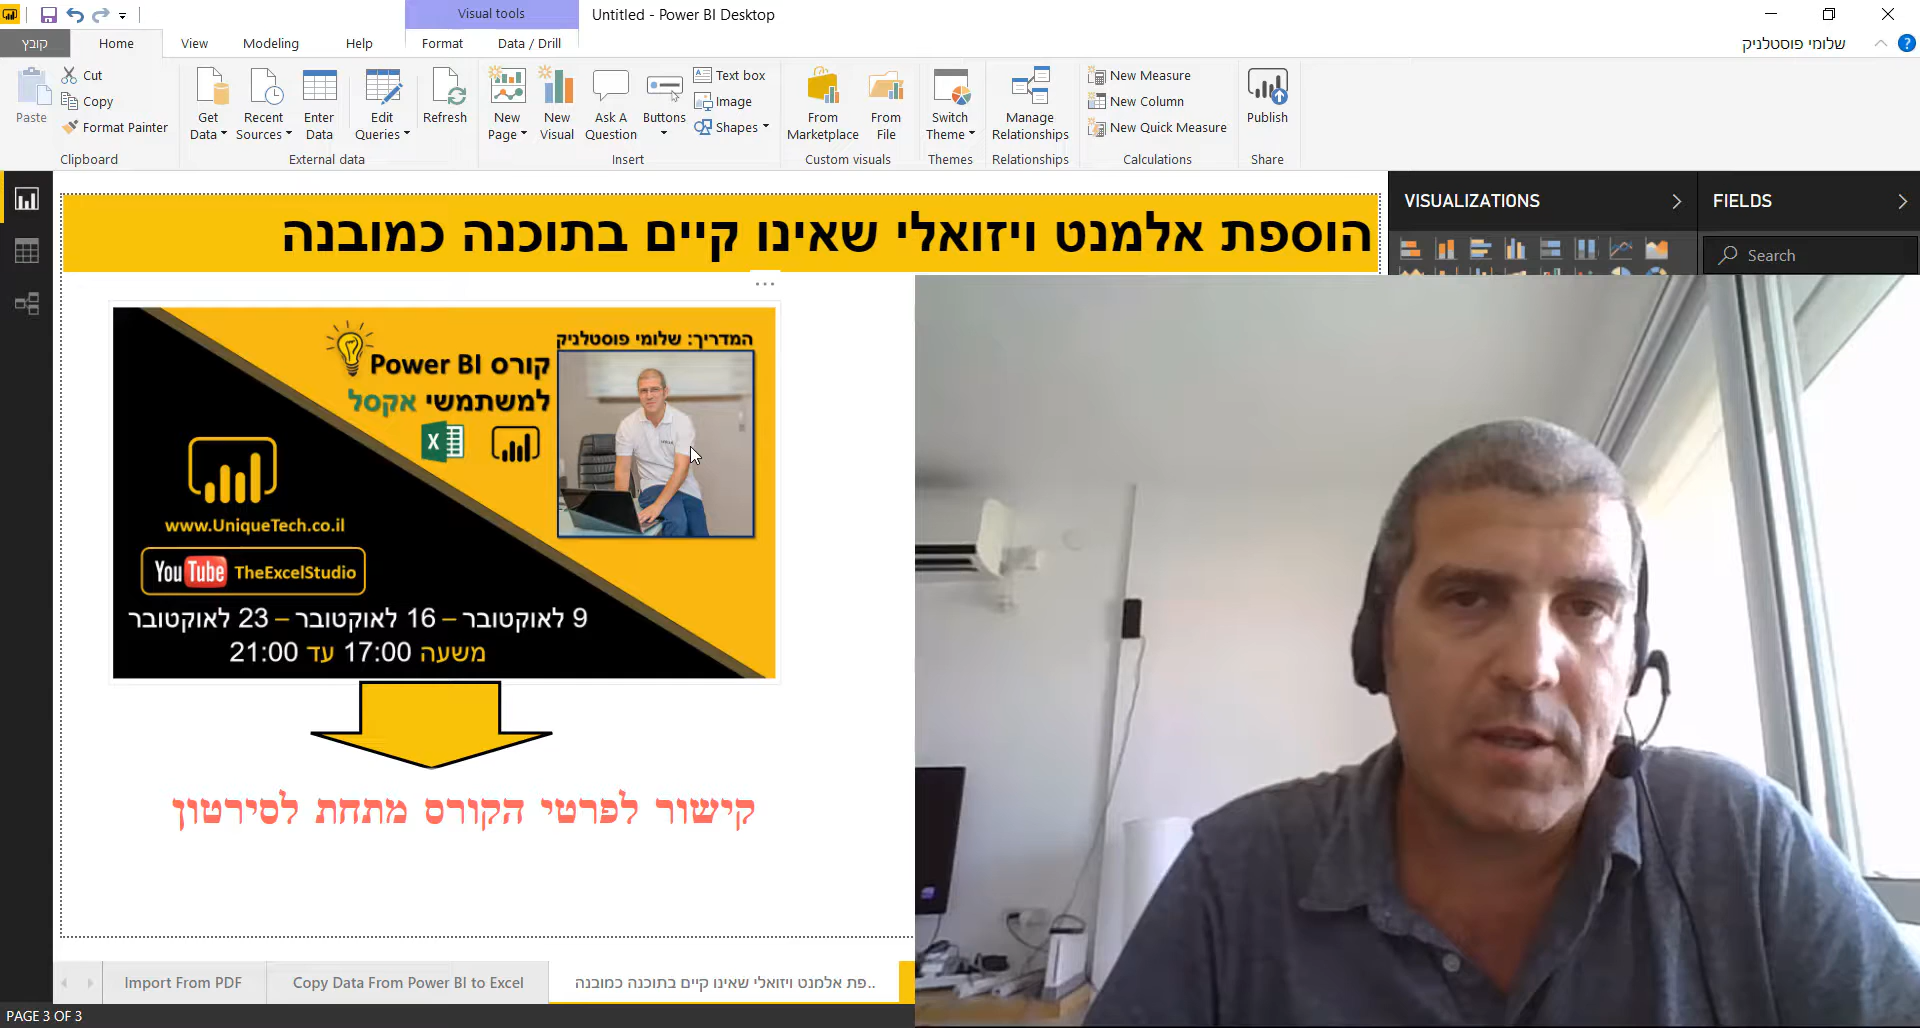 Visual tools
Untitled - Power BI Desktop
קובץ
Home
View
Modeling
Help
Format
Data / Drill
שלומי פוסטלניק
Paste
Cut
Copy
Format Painter
Clipboard
Get Data
Recent Sources
Enter Data
Edit Queries
Refresh
External data
New Page
New Visual
Ask A Question
Buttons
Text box
Image
Shapes
Insert
From Marketplace
From File
Custom visuals
Switch Theme
Themes
Manage Relationships
Relationships
New Measure
New Column
New Quick Measure
Calculations
Publish
Share
הוספת אלמנט ויזואלי שאינו קיים בתוכנה כמובנה
VISUALIZATIONS
FIELDS
Search
המדריך: שלומי פוסטלניק
קורס Power BI
למשתמשי אקסל
www.UniqueTech.co.il
YouTube TheExcelStudio
9 לאוקטובר – 16 לאוקטובר – 23 לאוקטובר
משעה 17:00 עד 21:00
קישור לפרטי הקורס מתחת לסירטון
Import From PDF
Copy Data From Power BI to Excel
פת אלמנט ויזואלי שאינו קיים בתוכנה כמובנה..
PAGE 3 OF 3